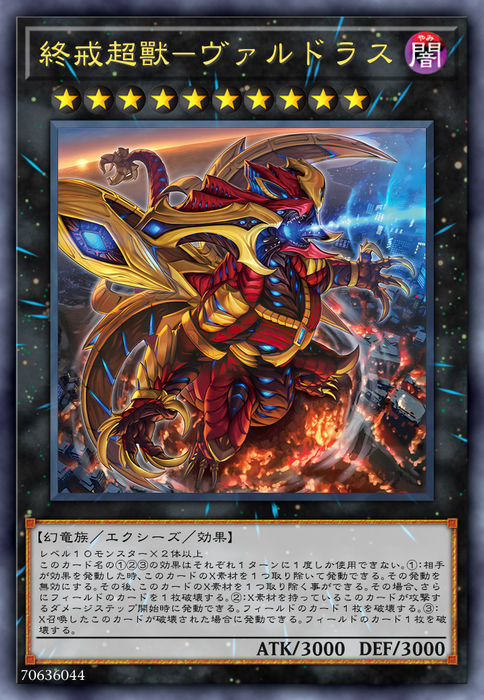 終戒超獸－ヴァルドラス
やみ
闇
【幻竜族／エクシーズ／効果】
レベル１０モンスター×２体以上
このカード名の①②③の効果はそれぞれ１ターンに１度しか使用できない。①：相手
が効果を発動した時、このカードのX素材を１つ取り除いて発動できる。その発動を
無効にする。その後、このカードのX素材を１つ取り除く事ができる。その場合、さら
にフィールドのカードを１枚破壊する。②：X素材を持っているこのカードが攻撃す
るダメージステップ開始時に発動できる。フィールドのカード１枚を破壊する。③：
X召喚したこのカードが破壊された場合に発動できる。フィールドのカード１枚を破
壊する。
ATK/3000 DEF/3000
70636044